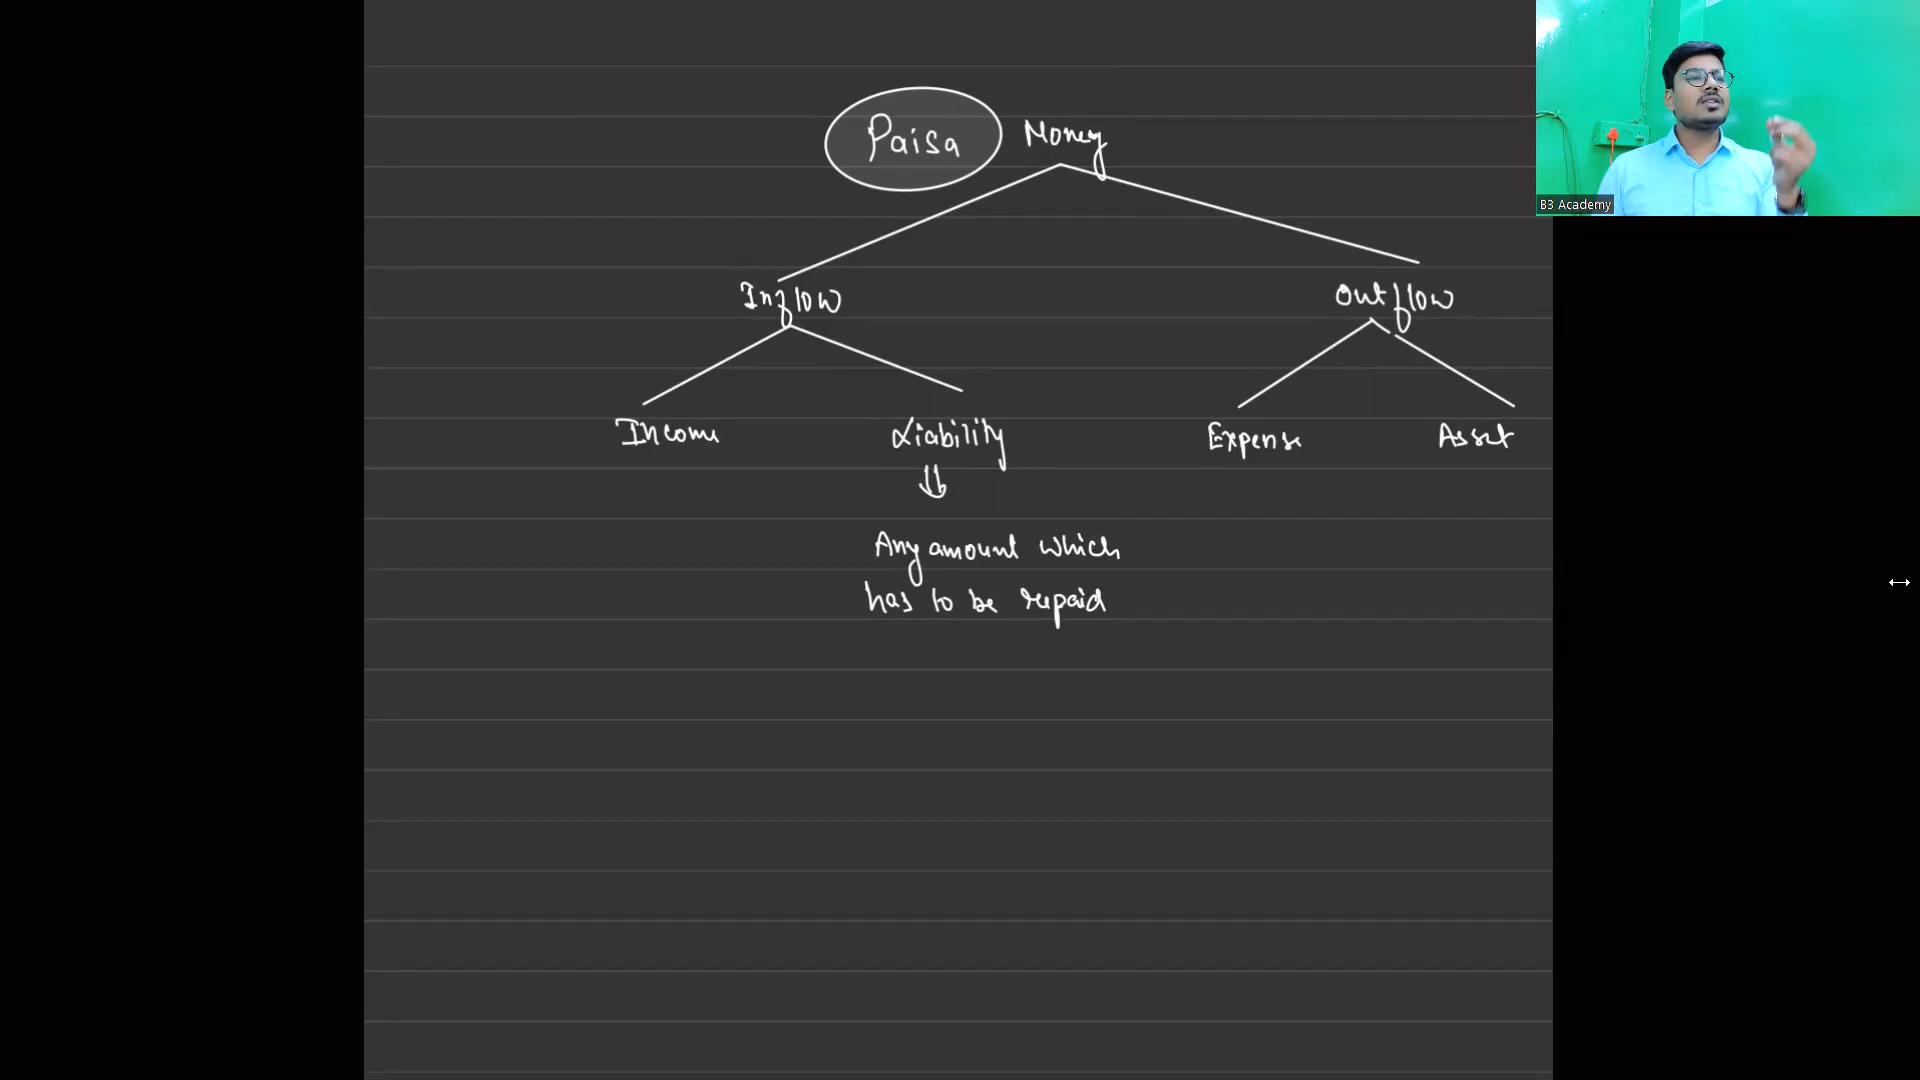 Paisa Money
Inflow
Outflow
Income
Liability
Expense
Asset
Any amount which
has to be repaid
B3 Academy